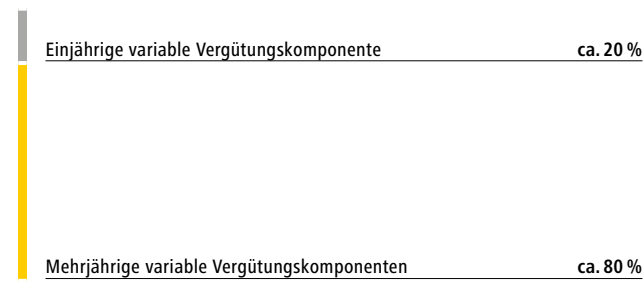 Einjährige variable Vergütungskomponente ca. 20 %
Mehrjährige variable Vergütungskomponenten ca. 80 %